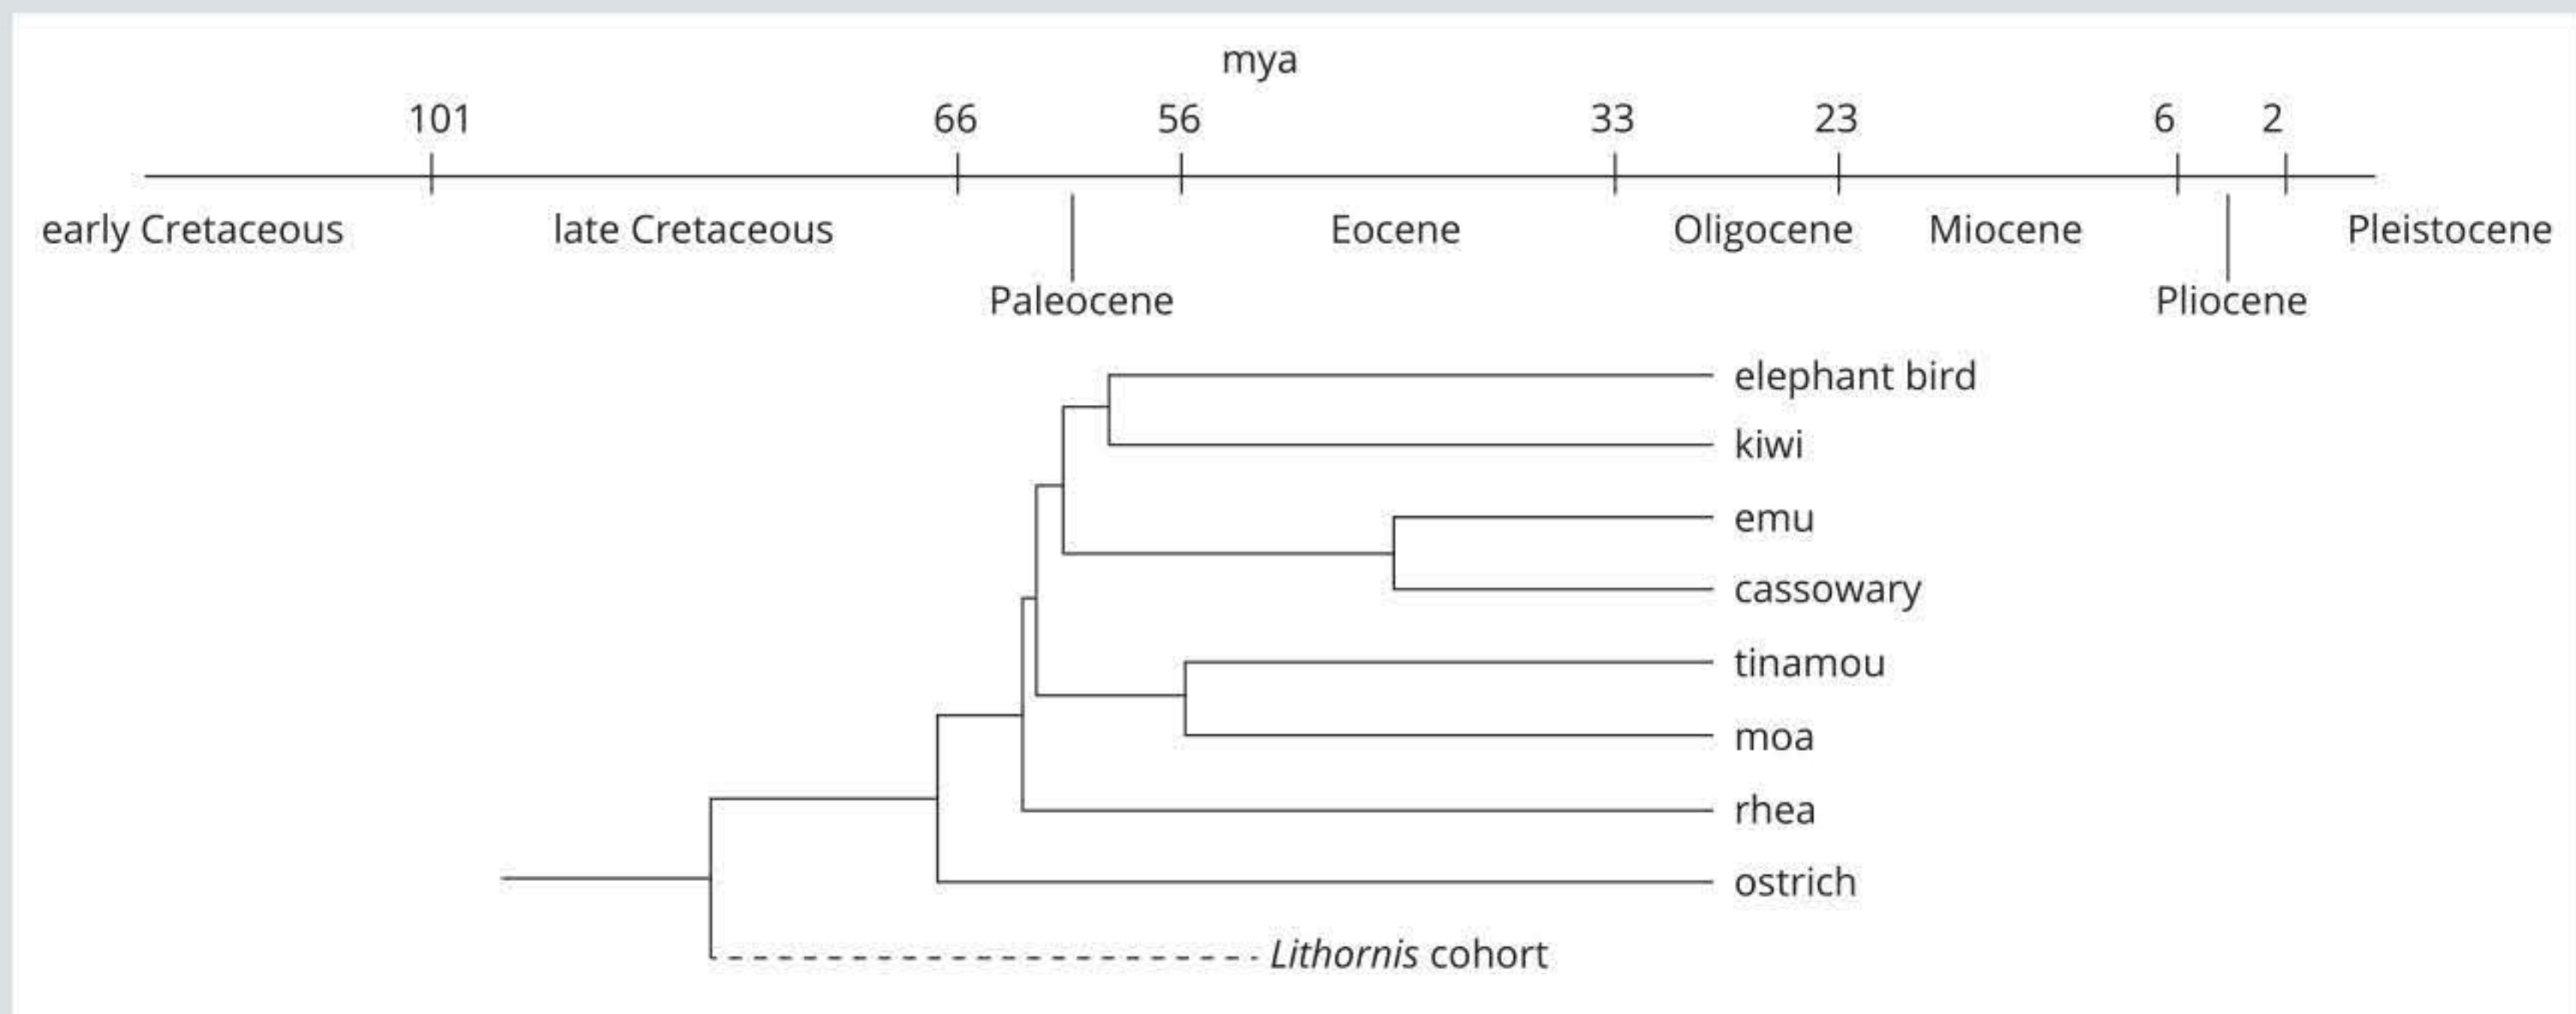 mya
101 66 56 33 23 6 2
early Cretaceous late Cretaceous Eocene Oligocene Miocene Pleistocene
Paleocene Pliocene
elephant bird
kiwi
emu
cassowary
tinamou
moa
rhea
ostrich
Lithornis cohort